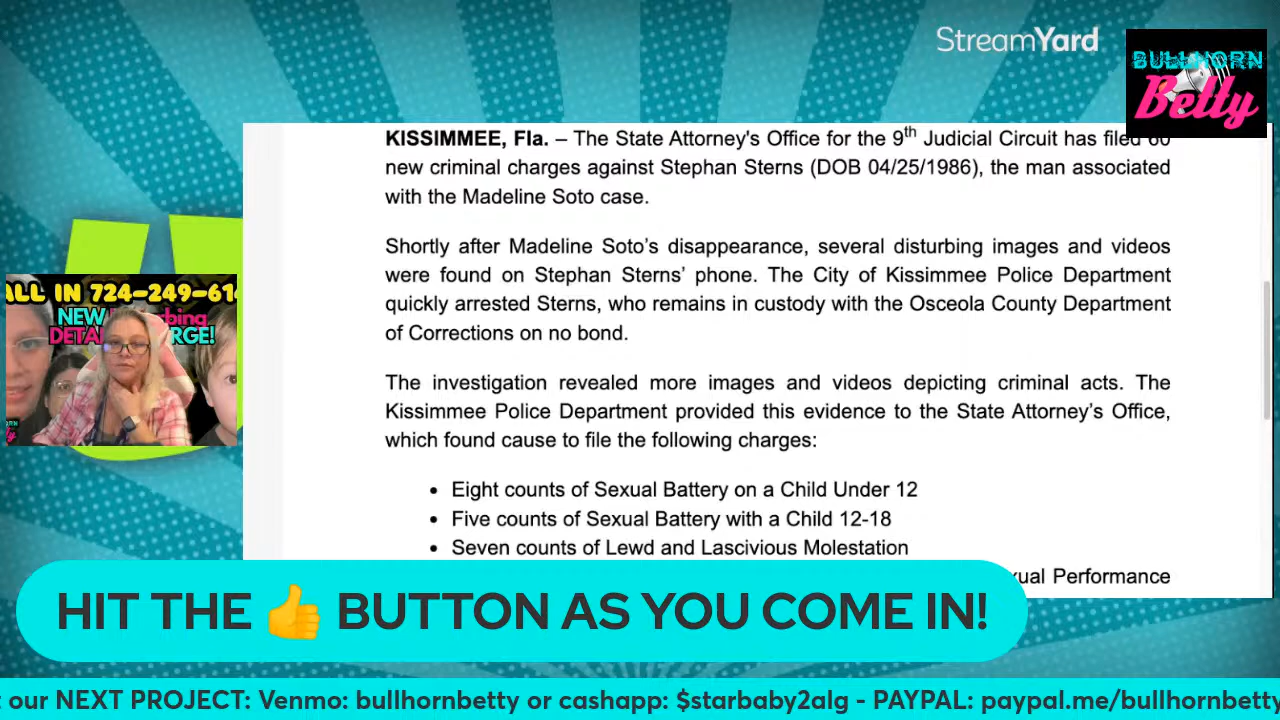 StreamYard
BULLHORN
Betty
KISSIMMEE, Fla. – The State Attorney's Office for the 9th Judicial Circuit has filed 60
new criminal charges against Stephan Sterns (DOB 04/25/1986), the man associated
with the Madeline Soto case.
Shortly after Madeline Soto's disappearance, several disturbing images and videos
were found on Stephan Sterns' phone. The City of Kissimmee Police Department
quickly arrested Sterns, who remains in custody with the Osceola County Department
of Corrections on no bond.
The investigation revealed more images and videos depicting criminal acts. The
Kissimmee Police Department provided this evidence to the State Attorney's Office,
which found cause to file the following charges:
• Eight counts of Sexual Battery on a Child Under 12
• Five counts of Sexual Battery with a Child 12-18
• Seven counts of Lewd and Lascivious Molestation
Performance
ALL IN 724-249-61
NEW
HIT THE 👍 BUTTON AS YOU COME IN!
our NEXT PROJECT: Venmo: bullhornbetty or cashapp: $starbaby2alg - PAYPAL: paypal.me/bullhornbetty